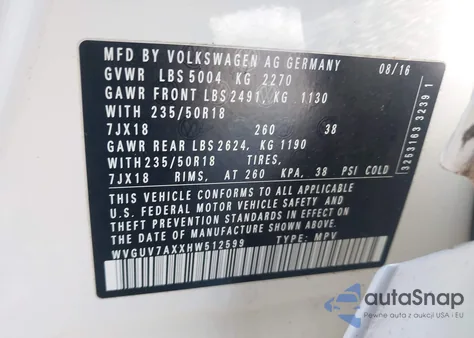 MFD BY VOLKSWAGEN AG GERMANY
08/16
GVWR LBS 5004 KG 2270
GAWR FRONT LBS 2491, KG 1130
WITH 235/50R18
7JX18 260 38
GAWR REAR LBS 2624, KG 1190
WITH 235/50R18 TIRES,
7JX18 RIMS, AT 260 KPA, 38 PSI COLD
THIS VEHICLE CONFORMS TO ALL APPLICABLE
U.S. FEDERAL MOTOR VEHICLE SAFETY AND
THEFT PREVENTION STANDARDS IN EFFECT ON
THE DATE OF MANUFACTURE SHOWN ABOVE.
WVGUV7AXXHW512599 TYPE: MPV
3253163 3239 1
autoSnap
Pewne auta z licytacji USA i EU